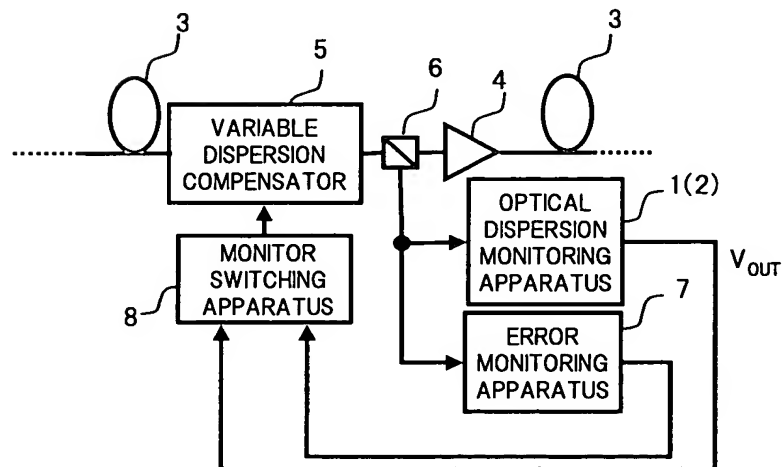 3
5
6
4
3
VARIABLE
DISPERSION
COMPENSATOR
OPTICAL
DISPERSION
MONITORING
APPARATUS
1(2)
VOUT
MONITOR
SWITCHING
APPARATUS
8
7
ERROR
MONITORING
APPARATUS